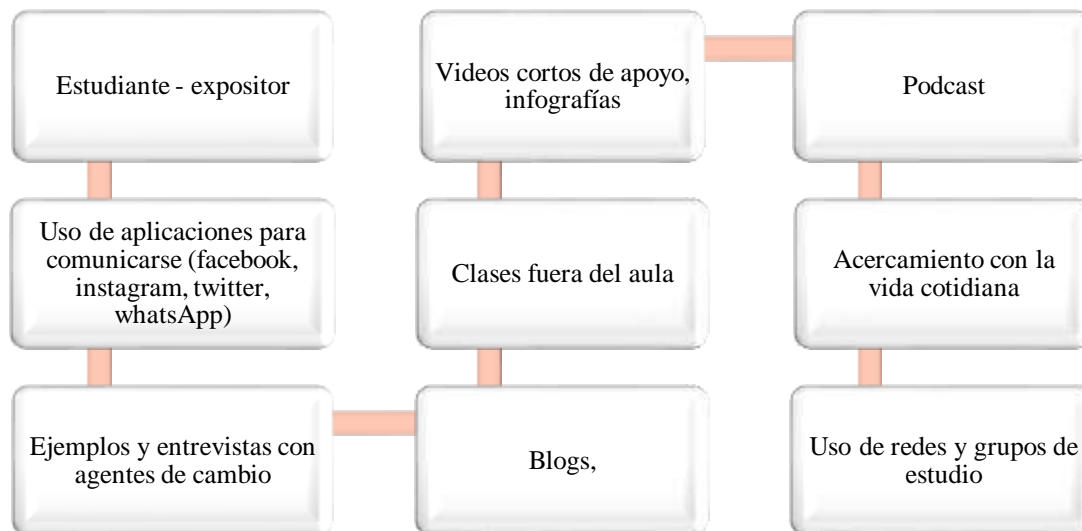 Estudiante - expositor
Uso de aplicaciones para
comunicarse (facebook,
instagram, twitter,
whatsApp)
Ejemplos y entrevistas con
agentes de cambio
Blogs,
Clases fuera del aula
Videos cortos de apoyo,
infografías
Podcast
Acercamiento con la
vida cotidiana
Uso de redes y grupos de
estudio